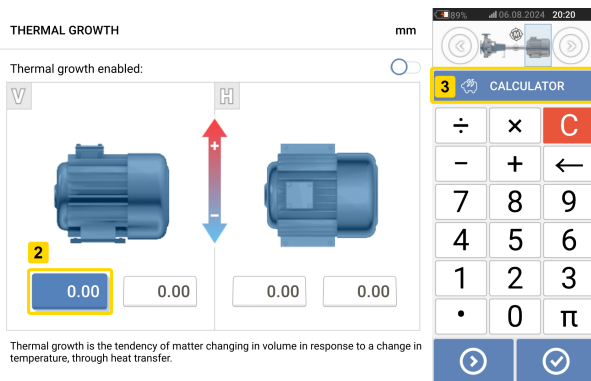 THERMAL GROWTH
mm
Thermal growth enabled:
V
H
+
−
2
0.00
0.00
0.00
0.00
Thermal growth is the tendency of matter changing in volume in response to a change in
temperature, through heat transfer.
89%
06.08.2024 20:20
3 CALCULATOR
÷ × C
− + ←
7 8 9
4 5 6
1 2 3
• 0 π